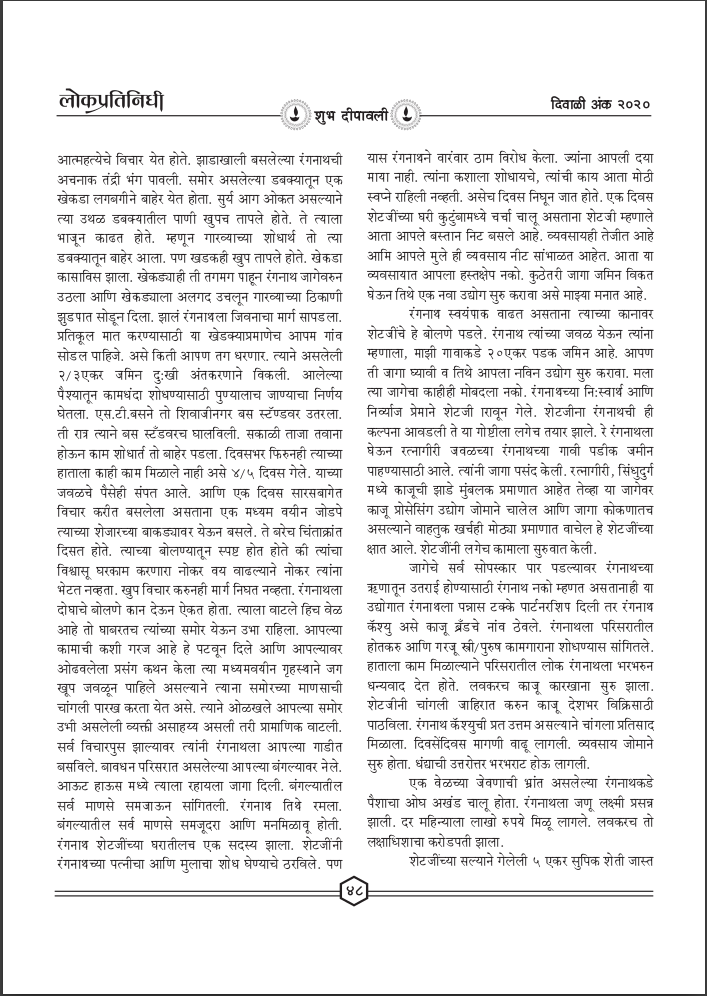 लोकप्रतिनिधी
शुभ दीपावली
दिवाळी अंक २०२०
आत्महत्येचे विचार येत होते. झाडाखाली बसलेल्या रंगनाथची
अचनाक तंद्री भंग पावली. समोर असलेल्या डबक्यातून एक
खेकडा लगबगीने बाहेर येत होता. सुर्य आग ओकत असल्याने
त्या उथळ डबक्यातील पाणी खुपच तापले होते. ते त्याला
भाजून काढत होते. म्हणून गारव्याच्या शोधार्थ तो त्या
डबक्यातून बाहेर आला. पण खडकही खुप तापले होते. खेकडा
कासाविस झाला. खेकड्याही ती तगमग पाहून रंगनाथ जागेवरुन
उठला आणि खेकड्याला अलगद उचलून गारव्याच्या ठिकाणी
झुडपात सोडून दिला. झालं रंगनाथला जिवनाचा मार्ग सापडला.
प्रतिकूल मात करण्यासाठी या खेडक्याप्रमाणेच आपम गांव
सोडल पाहिजे. असे किती आपण तग धरणार. त्याने असलेली
२/३एकर जमिन दु:खी अंतकरणाने विकली. आलेल्या
पैश्यातून कामधंदा शोधण्यासाठी पुण्यालाच जाण्याचा निर्णय
घेतला. एस.टी.बसने तो शिवाजीनगर बस स्टॅण्डवर उतरला.
ती रात्र त्याने बस स्टँडवरच घालविली. सकाळी ताजा तवाना
होऊन काम शोधार्त तो बाहेर पडला. दिवसभर फिरुनही त्याच्या
हाताला काही काम मिळाले नाही असे ४/५ दिवस गेले. याच्या
जवळचे पैसेही संपत आले. आणि एक दिवस सारसबागेत
विचार करीत बसलेला असताना एक मध्यम वयीन जोडपे
त्याच्या शेजारच्या बाकड्यावर येऊन बसले. ते बरेच चिंताक्रांत
दिसत होते. त्याच्या बोलण्यातून स्पष्ट होत होते की त्यांचा
विश्वासू घरकाम करणारा नोकर वय वाढल्याने नोकर त्यांना
भेटत नव्हता. खुप विचार करुनही मार्ग निघत नव्हता. रंगनाथला
दोघाचे बोलणे कान देऊन ऐकत होता. त्याला वाटले हिच वेळ
आहे तो घाबरतच त्यांच्या समोर येऊन उभा राहिला. आपल्या
कामाची कशी गरज आहे हे पटवून दिले आणि आपल्यावर
ओढवलेला प्रसंग कथन केला त्या मध्यमवयीन गृहस्थाने जग
खूप जवळून पाहिले असल्याने त्याना समोरच्या माणसाची
चांगली पारख करता येत असे. त्याने ओळखले आपल्या समोर
उभी असलेली व्यक्ती असाहय्य असली तरी प्रामाणिक वाटली.
सर्व विचारपुस झाल्यावर त्यांनी रंगनाथला आपल्या गाडीत
बसविले. बावधन परिसरात असलेल्या आपल्या बंगल्यावर नेले.
आऊट हाऊस मध्ये त्याला रहायला जागा दिली. बंगल्यातील
सर्व माणसे समजाऊन सांगितली. रंगनाथ तिथे रमला.
बंगल्यातील सर्व माणसे समजूदरा आणि मनमिळावू होती.
रंगनाथ शेटजींच्या घरातीलच एक सदस्य झाला. शेटजींनी
रंगनाथच्या पत्नीचा आणि मुलाचा शोध घेण्याचे ठरविले. पण
यास रंगनाथने वारंवार ठाम विरोध केला. ज्यांना आपली दया
माया नाही. त्यांना कशाला शोधायचे, त्यांची काय आता मोठी
स्वप्ने राहिली नव्हती. असेच दिवस निघून जात होते. एक दिवस
शेटजींच्या घरी कुटुंबामध्ये चर्चा चालू असताना शेटजी म्हणाले
आता आपले बस्तान निट बसले आहे. व्यवसायही तेजीत आहे
आमि आपले मुले ही व्यवसाय नीट सांभाळत आहेत. आता या
व्यवसायात आपला हस्तक्षेप नको. कुठेतरी जागा जमिन विकत
घेऊन तिथे एक नवा उद्योग सुरु करावा असे माझ्या मनात आहे.
रंगनाथ स्वयंपाक वाढत असताना त्याच्या कानावर
शेटजींचे हे बोलणे पडले. रंगनाथ त्यांच्या जवळ येऊन त्यांना
म्हणाला, माझी गावाकडे २०एकर पडक जमिन आहे. आपण
ती जागा घ्यावी व तिथे आपला नविन उद्योग सुरु करावा. मला
त्या जागेचा काहीही मोबदला नको. रंगनाथच्या नि:स्वार्थ आणि
निर्व्याज प्रेमाने शेटजी रावून गेले. शेटजीना रंगनाथची ही
कल्पना आवडली ते या गोष्टीला लगेच तयार झाले. रे रंगनाथला
घेऊन रत्नागीरी जवळच्या रंगनाथच्या गावी पडीक जमीन
पाहण्यासाठी आले. त्यांनी जागा पसंद केली. रत्नागीरी, सिंधुदुर्ग
मध्ये काजूची झाडे मुंबलक प्रमाणात आहेत तेव्हा या जागेवर
काजू प्रोसेसिंग उद्योग जोमाने चालेल आणि जागा कोकणातच
असल्याने वाहतुक खर्चही मोठ्या प्रमाणात वाचेल हे शेटजींच्या
क्षात आले. शेटजींनी लगेच कामाला सुरुवात केली.
जागेचे सर्व सोपस्कार पार पडल्यावर रंगनाथच्या
ऋणातून उतराई होण्यासाठी रंगनाथ नको म्हणत असतानाही या
उद्योगात रंगनाथला पन्नास टक्के पार्टनरशिप दिली तर रंगनाथ
कॅश्यु असे काजू ब्रँडचे नांव ठेवले. रंगनाथला परिसरातील
होतकरु आणि गरजू स्त्री/पुरुष कामगाराना शोधण्यास सांगितले.
हाताला काम मिळाल्याने परिसरातील लोक रंगनाथला भरभरुन
धन्यवाद देत होते. लवकरच काजू कारखाना सुरु झाला.
शेटजीनी चांगली जाहिरात करुन काजू देशभर विक्रिसाठी
पाठविला. रंगनाथ कॅश्युची प्रत उत्तम असल्याने चांगला प्रतिसाद
मिळाला. दिवसेंदिवस मागणी वाढू लागली. व्यवसाय जोमाने
सुरु होता. धंद्याची उत्तरोत्तर भरभराट होऊ लागली.
एक वेळच्या जेवणाची भ्रांत असलेल्या रंगनाथकडे
पैशाचा ओघ अखंड चालू होता. रंगनाथला जणू लक्ष्मी प्रसन्न
झाली. दर महिन्याला लाखो रुपये मिळू लागले. लवकरच तो
लक्षाधिशाचा करोडपती झाला.
शेटजींच्या सल्याने गेलेली ५ एकर सुपिक शेती जास्त
४८